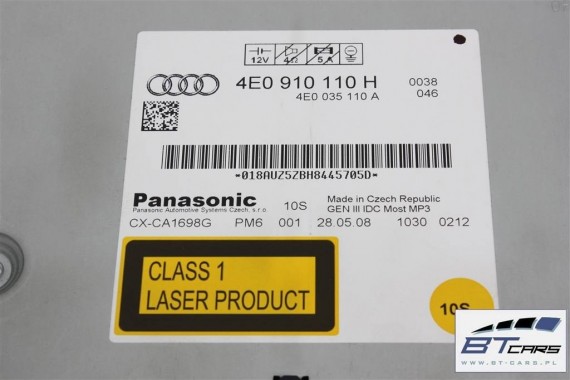 12V 4Ω 5A
4E0 910 110 H 0038
4E0 035 110 A 046
*018AUZ5ZBH8445705D*
Panasonic 10S Made in Czech Republic
Panasonic Automotive Systems Czech, s.r.o. GEN III IDC Most MP3
CX-CA1698G PM6 001 28.05.08 1030 0212
CLASS 1
LASER PRODUCT
10S
BTCARS
WWW.BT-CARS.PL